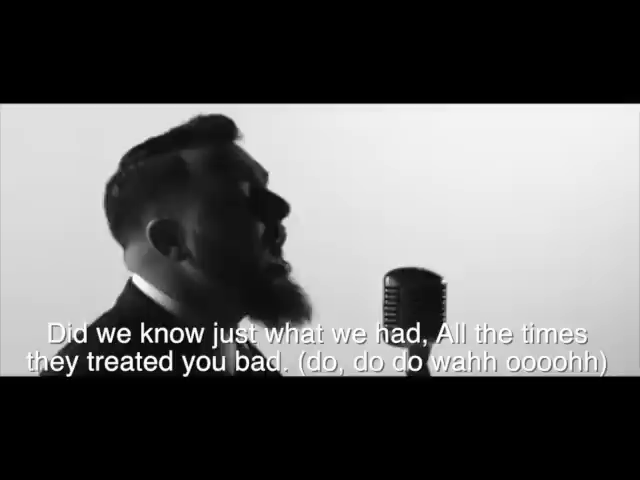 Did we know just what we had, All the times
they treated you bad. (do, do do wahh oooohh)